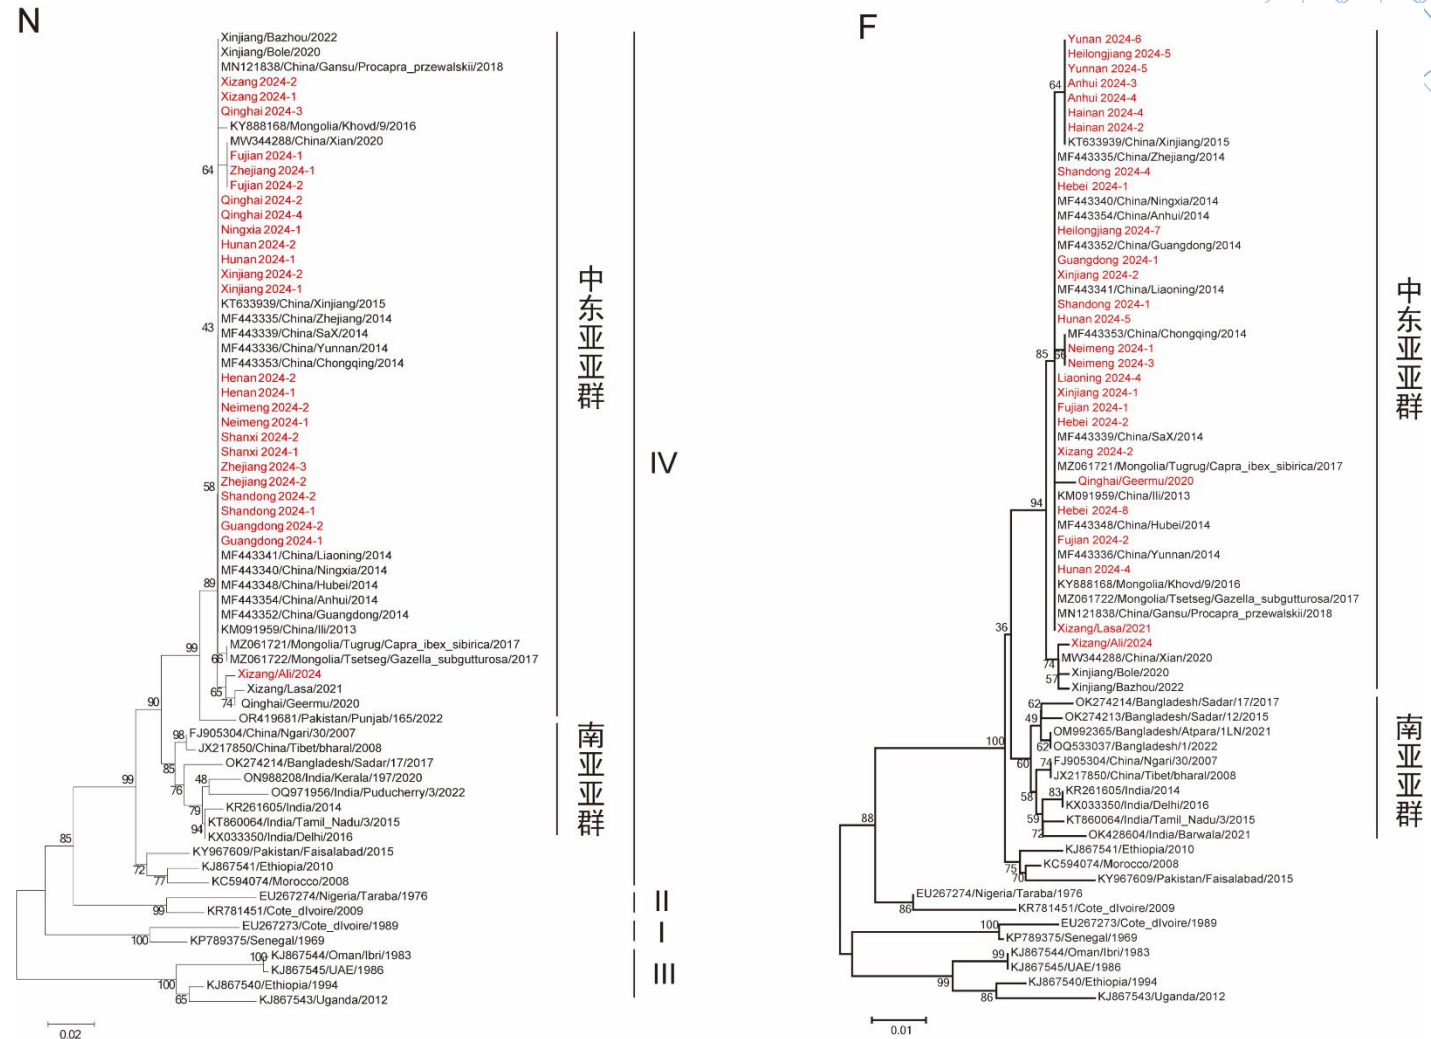 N
Xinjiang/Bazhou/2022
Xinjiang/Bole/2020
MN121838/China/Gansu/Procapra_przewalskii/2018
Xizang 2024-2
Xizang 2024-1
Qinghai 2024-3
KY888168/Mongolia/Khovd/9/2016
MW344288/China/Xian/2020
Fujian 2024-1
64
Zhejiang 2024-1
Fujian 2024-2
Qinghai 2024-2
Qinghai 2024-4
Ningxia 2024-1
Hunan 2024-2
Hunan 2024-1
Xinjiang 2024-2
Xinjiang 2024-1
KT633939/China/Xinjiang/2015
MF443335/China/Zhejiang/2014
43
MF443339/China/SaX/2014
MF443336/China/Yunnan/2014
MF443353/China/Chongqing/2014
Henan 2024-2
Henan 2024-1
Neimeng 2024-2
Neimeng 2024-1
Shanxi 2024-2
Shanxi 2024-1
Zhejiang 2024-3
Zhejiang 2024-2
58
Shandong 2024-2
Shandong 2024-1
Guangdong 2024-2
Guangdong 2024-1
MF443341/China/Liaoning/2014
MF443340/China/Ningxia/2014
89
MF443348/China/Hubei/2014
MF443354/China/Anhui/2014
MF443352/China/Guangdong/2014
KM091959/China/Ili/2013
99
MZ061721/Mongolia/Tugrug/Capra_ibex_sibirica/2017
66
MZ061722/Mongolia/Tsetseg/Gazella_subgutturosa/2017
Xizang/Ali/2024
65
Xizang/Lasa/2021
74
Qinghai/Geermu/2020
90
OR419681/Pakistan/Punjab/165/2022
98
FJ905304/China/Ngari/30/2007
JX217850/China/Tibet/bharal/2008
85
OK274214/Bangladesh/Sadar/17/2017
99
48
ON988208/India/Kerala/197/2020
76
OQ971956/India/Puducherry/3/2022
79
KR261605/India/2014
94
KT860064/India/Tamil_Nadu/3/2015
KX033350/India/Delhi/2016
85
KY967609/Pakistan/Faisalabad/2015
72
KJ867541/Ethiopia/2010
77
KC594074/Morocco/2008
EU267274/Nigeria/Taraba/1976
99
KR781451/Cote_dIvoire/2009
EU267273/Cote_dIvoire/1989
100
KP789375/Senegal/1969
100
KJ867544/Oman/Ibri/1983
KJ867545/UAE/1986
100
KJ867540/Ethiopia/1994
65
KJ867543/Uganda/2012
0.02
中东亚亚群
南亚亚群
IV
II
I
III
F
Yunan 2024-6
Heilongjiang 2024-5
Yunnan 2024-5
64
Anhui 2024-3
Anhui 2024-4
Hainan 2024-4
Hainan 2024-2
KT633939/China/Xinjiang/2015
MF443335/China/Zhejiang/2014
Shandong 2024-4
Hebei 2024-1
MF443340/China/Ningxia/2014
MF443354/China/Anhui/2014
Heilongjiang 2024-7
MF443352/China/Guangdong/2014
Guangdong 2024-1
Xinjiang 2024-2
MF443341/China/Liaoning/2014
Shandong 2024-1
Hunan 2024-5
MF443353/China/Chongqing/2014
85
Neimeng 2024-1
Neimeng 2024-3
Liaoning 2024-4
Xinjiang 2024-1
Fujian 2024-1
Hebei 2024-2
MF443339/China/SaX/2014
Xizang 2024-2
MZ061721/Mongolia/Tugrug/Capra_ibex_sibirica/2017
Qinghai/Geermu/2020
KM091959/China/Ili/2013
94
Hebei 2024-8
MF443348/China/Hubei/2014
Fujian 2024-2
MF443336/China/Yunnan/2014
Hunan 2024-4
KY888168/Mongolia/Khovd/9/2016
MZ061722/Mongolia/Tsetseg/Gazella_subgutturosa/2017
MN121838/China/Gansu/Procapra_przewalskii/2018
36
Xizang/Lasa/2021
Xizang/Ali/2024
74
MW344288/China/Xian/2020
57
Xinjiang/Bole/2020
Xinjiang/Bazhou/2022
62
OK274214/Bangladesh/Sadar/17/2017
49
OK274213/Bangladesh/Sadar/12/2015
100
OM992365/Bangladesh/Atpara/1LN/2021
62
OQ533037/Bangladesh/1/2022
60
74
FJ905304/China/Ngari/30/2007
JX217850/China/Tibet/bharal/2008
58
83
KR261605/India/2014
KX033350/India/Delhi/2016
59
KT860064/India/Tamil_Nadu/3/2015
72
OK428604/India/Barwala/2021
88
KJ867541/Ethiopia/2010
75
KC594074/Morocco/2008
70
KY967609/Pakistan/Faisalabad/2015
EU267274/Nigeria/Taraba/1976
86
KR781451/Cote_dIvoire/2009
100
EU267273/Cote_dIvoire/1989
KP789375/Senegal/1969
99
KJ867544/Oman/Ibri/1983
KJ867545/UAE/1986
99
KJ867540/Ethiopia/1994
86
KJ867543/Uganda/2012
0.01
中东亚亚群
南亚亚群